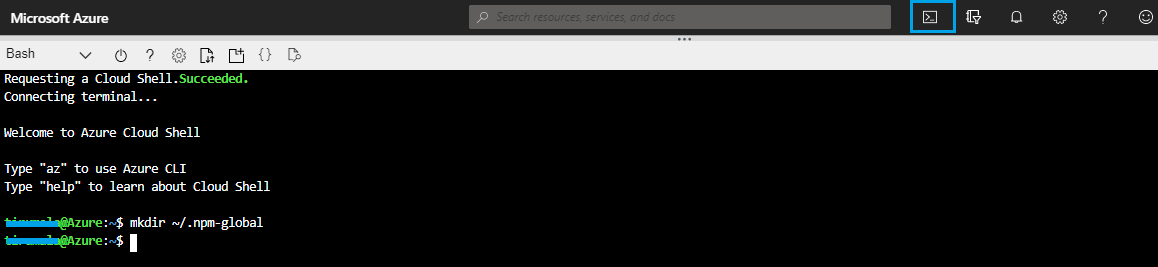 Microsoft Azure
Search resources, services, and docs
Bash
Requesting a Cloud Shell.Succeeded.
Connecting terminal...
Welcome to Azure Cloud Shell
Type "az" to use Azure CLI
Type "help" to learn about Cloud Shell
@Azure:~$ mkdir ~/.npm-global
@Azure:~$